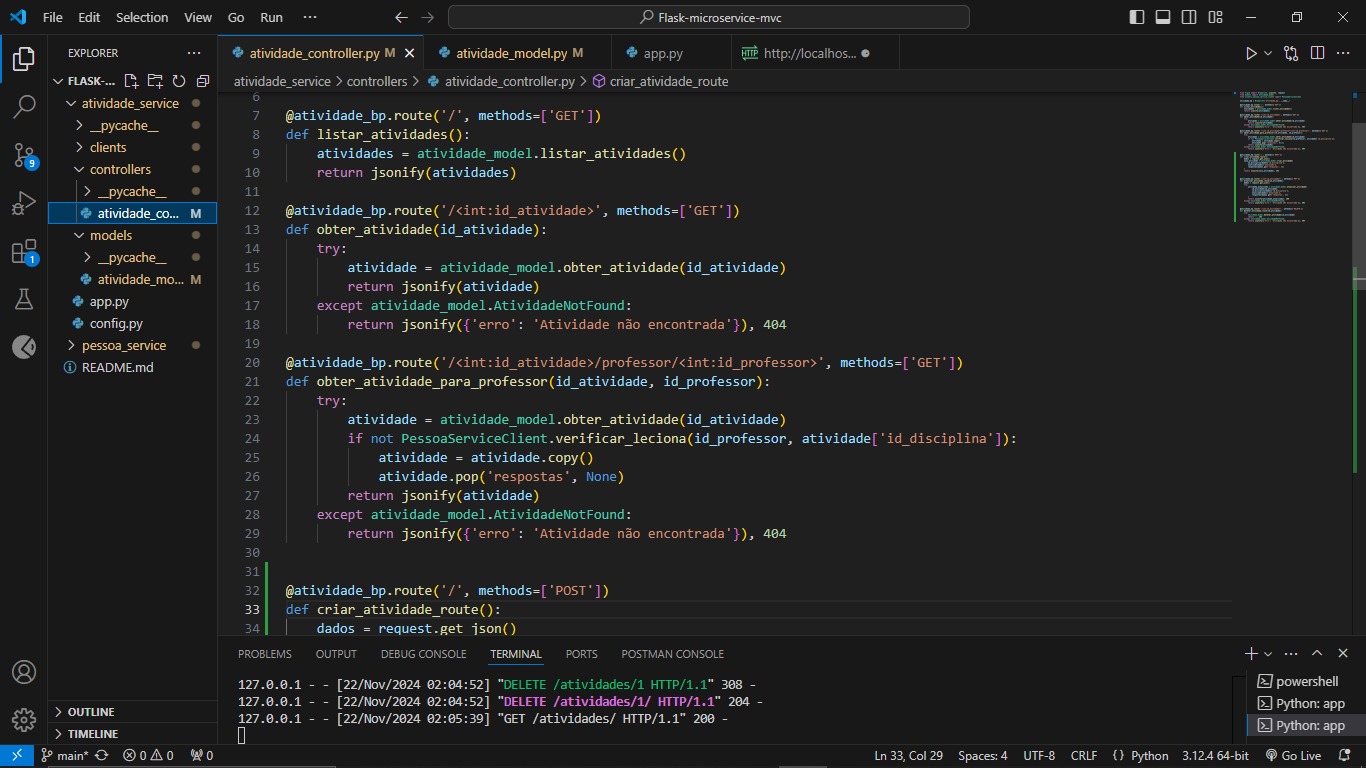 File Edit Selection View Go Run ···
Flask-microservice-mvc
EXPLORER ···
FLASK-...
atividade_service
__pycache__
clients
controllers
__pycache__
atividade_co... M
models
__pycache__
atividade_mo... M
app.py
config.py
pessoa_service
README.md
OUTLINE
TIMELINE
9
1
atividade_controller.py M
atividade_model.py M
app.py
HTTP http://localhos...
atividade_service > controllers > atividade_controller.py > criar_atividade_route
6
7 @atividade_bp.route('/', methods=['GET'])
8 def listar_atividades():
9 atividades = atividade_model.listar_atividades()
10 return jsonify(atividades)
11
12 @atividade_bp.route('/<int:id_atividade>', methods=['GET'])
13 def obter_atividade(id_atividade):
14 try:
15 atividade = atividade_model.obter_atividade(id_atividade)
16 return jsonify(atividade)
17 except atividade_model.AtividadeNotFound:
18 return jsonify({'erro': 'Atividade não encontrada'}), 404
19
20 @atividade_bp.route('/<int:id_atividade>/professor/<int:id_professor>', methods=['GET'])
21 def obter_atividade_para_professor(id_atividade, id_professor):
22 try:
23 atividade = atividade_model.obter_atividade(id_atividade)
24 if not PessoaServiceClient.verificar_leciona(id_professor, atividade['id_disciplina']):
25 atividade = atividade.copy()
26 atividade.pop('respostas', None)
27 return jsonify(atividade)
28 except atividade_model.AtividadeNotFound:
29 return jsonify({'erro': 'Atividade não encontrada'}), 404
30
31
32 @atividade_bp.route('/', methods=['POST'])
33 def criar_atividade_route():
34 dados = request.get_json()
PROBLEMS OUTPUT DEBUG CONSOLE TERMINAL PORTS POSTMAN CONSOLE
127.0.0.1 - - [22/Nov/2024 02:04:52] "DELETE /atividades/1 HTTP/1.1" 308 -
127.0.0.1 - - [22/Nov/2024 02:04:52] "DELETE /atividades/1/ HTTP/1.1" 204 -
127.0.0.1 - - [22/Nov/2024 02:05:39] "GET /atividades/ HTTP/1.1" 200 -
powershell
Python: app
Python: app
main* 0 0 0 Ln 33, Col 29 Spaces: 4 UTF-8 CRLF {} Python 3.12.4 64-bit Go Live